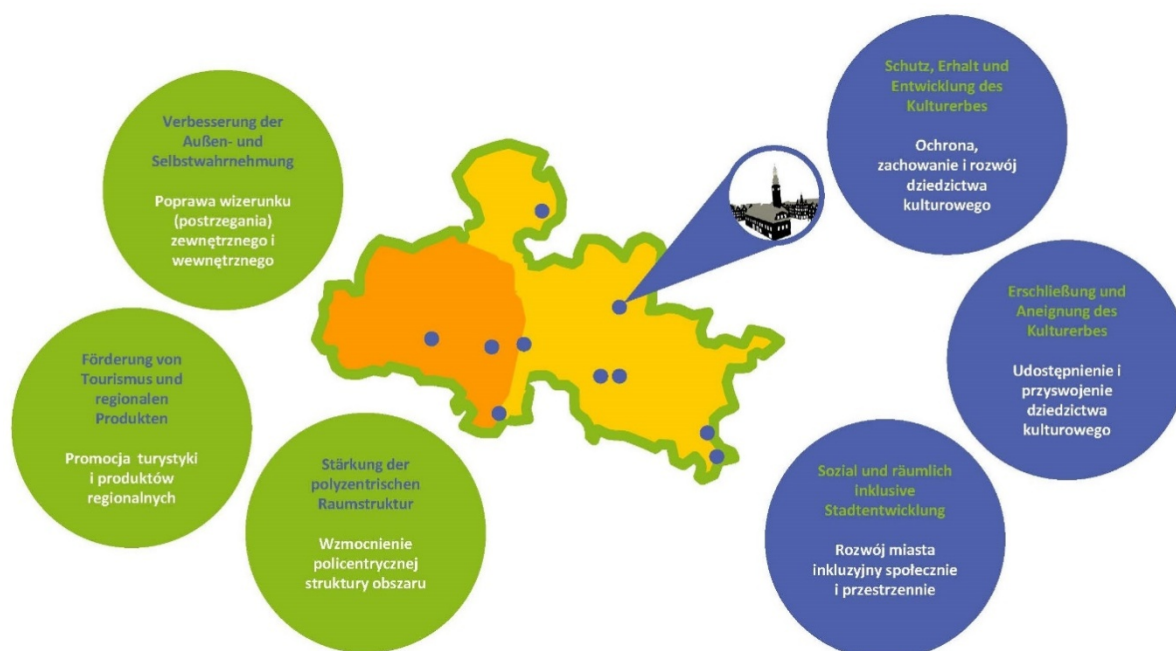 Verbesserung der
Außen- und
Selbstwahrnehmung
Poprawa wizerunku
(postrzegania)
zewnętrznego i
wewnętrznego
Förderung von
Tourismus und
regionalen
Produkten
Promocja turystyki
i produktów
regionalnych
Stärkung der
polyzentrischen
Raumstruktur
Wzmocnienie
policentrycznej
struktury obszaru
Schutz, Erhalt und
Entwicklung des
Kulturerbes
Ochrona,
zachowanie i rozwój
dziedzictwa
kulturowego
Erschließung und
Aneignung des
Kulturerbes
Udostępnienie i
przyswojenie
dziedzictwa
kulturowego
Sozial und räumlich
inklusive
Stadtentwicklung
Rozwój miasta
inkluzyjny społecznie
i przestrzennie